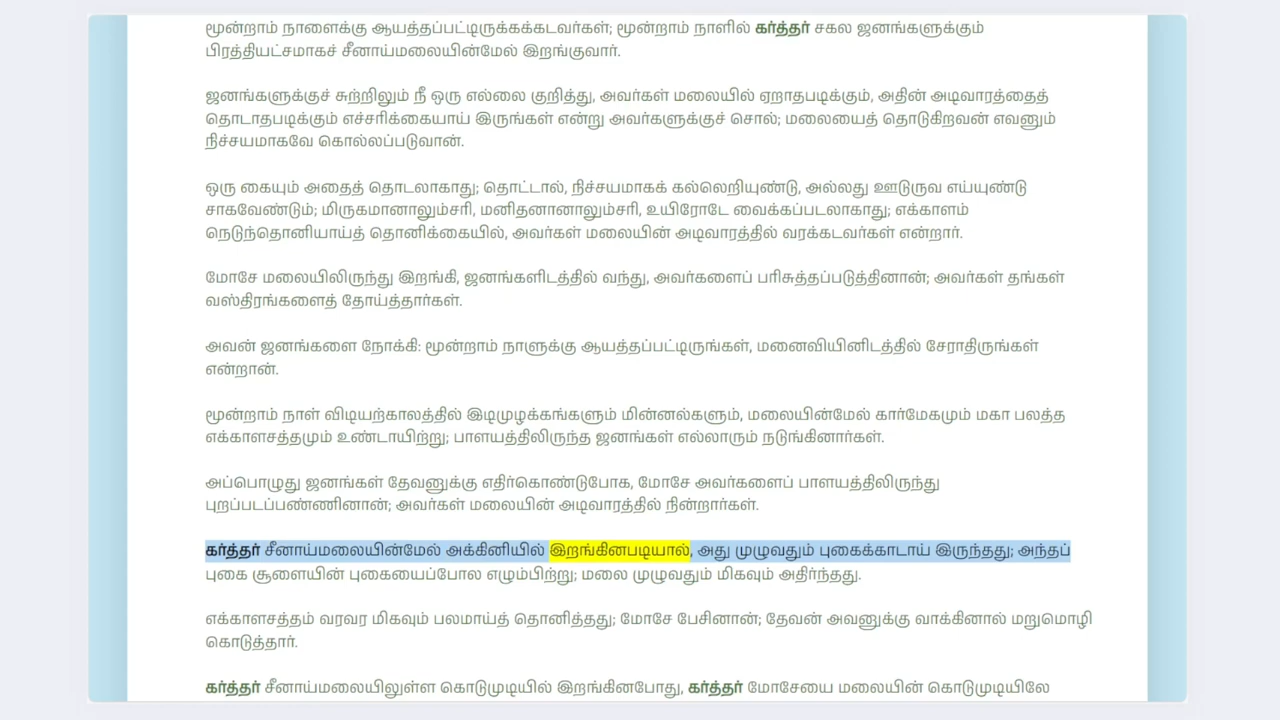 மூன்றாம் நாளைக்கு ஆயத்தப்பட்டிருக்கக்கடவர்கள்; மூன்றாம் நாளில் கர்த்தர் சகல ஜனங்களுக்கும்
பிரத்தியட்சமாகச் சீனாய்மலையின்மேல் இறங்குவார்.
ஜனங்களுக்குச் சுற்றிலும் நீ ஒரு எல்லை குறித்து, அவர்கள் மலையில் ஏறாதபடிக்கும், அதின் அடிவாரத்தைத்
தொடாதபடிக்கும் எச்சரிக்கையாய் இருங்கள் என்று அவர்களுக்குச் சொல்; மலையைத் தொடுகிறவன் எவனும்
நிச்சயமாகவே கொல்லப்படுவான்.
ஒரு கையும் அதைத் தொடலாகாது; தொட்டால், நிச்சயமாகக் கல்லெறியுண்டு, அல்லது ஊடுருவ எய்யுண்டு
சாகவேண்டும்; மிருகமானாலும்சரி, மனிதனானாலும்சரி, உயிரோடே வைக்கப்படலாகாது; எக்காளம்
நெடுந்தொனியாய்த் தொனிக்கையில், அவர்கள் மலையின் அடிவாரத்தில் வரக்கடவர்கள் என்றார்.
மோசே மலையிலிருந்து இறங்கி, ஜனங்களிடத்தில் வந்து, அவர்களைப் பரிசுத்தப்படுத்தினான்; அவர்கள் தங்கள்
வஸ்திரங்களைத் தோய்த்தார்கள்.
அவன் ஜனங்களை நோக்கி: மூன்றாம் நாளுக்கு ஆயத்தப்பட்டிருங்கள், மனைவியினிடத்தில் சேராதிருங்கள்
என்றான்.
மூன்றாம் நாள் விடியற்காலத்தில் இடிமுழக்கங்களும் மின்னல்களும், மலையின்மேல் கார்மேகமும் மகா பலத்த
எக்காளசத்தமும் உண்டாயிற்று; பாளயத்திலிருந்த ஜனங்கள் எல்லாரும் நடுங்கினார்கள்.
அப்பொழுது ஜனங்கள் தேவனுக்கு எதிர்கொண்டுபோக, மோசே அவர்களைப் பாளயத்திலிருந்து
புறப்படப்பண்ணினான்; அவர்கள் மலையின் அடிவாரத்தில் நின்றார்கள்.
கர்த்தர் சீனாய்மலையின்மேல் அக்கினியில் இறங்கினபடியால், அது முழுவதும் புகைக்காடாய் இருந்தது; அந்தப்
புகை சூளையின் புகையைப்போல எழும்பிற்று; மலை முழுவதும் மிகவும் அதிர்ந்தது.
எக்காளசத்தம் வரவர மிகவும் பலமாய்த் தொனித்தது; மோசே பேசினான்; தேவன் அவனுக்கு வாக்கினால் மறுமொழி
கொடுத்தார்.
கர்த்தர் சீனாய்மலையிலுள்ள கொடுமுடியில் இறங்கினபோது, கர்த்தர் மோசேயை மலையின் கொடுமுடியிலே